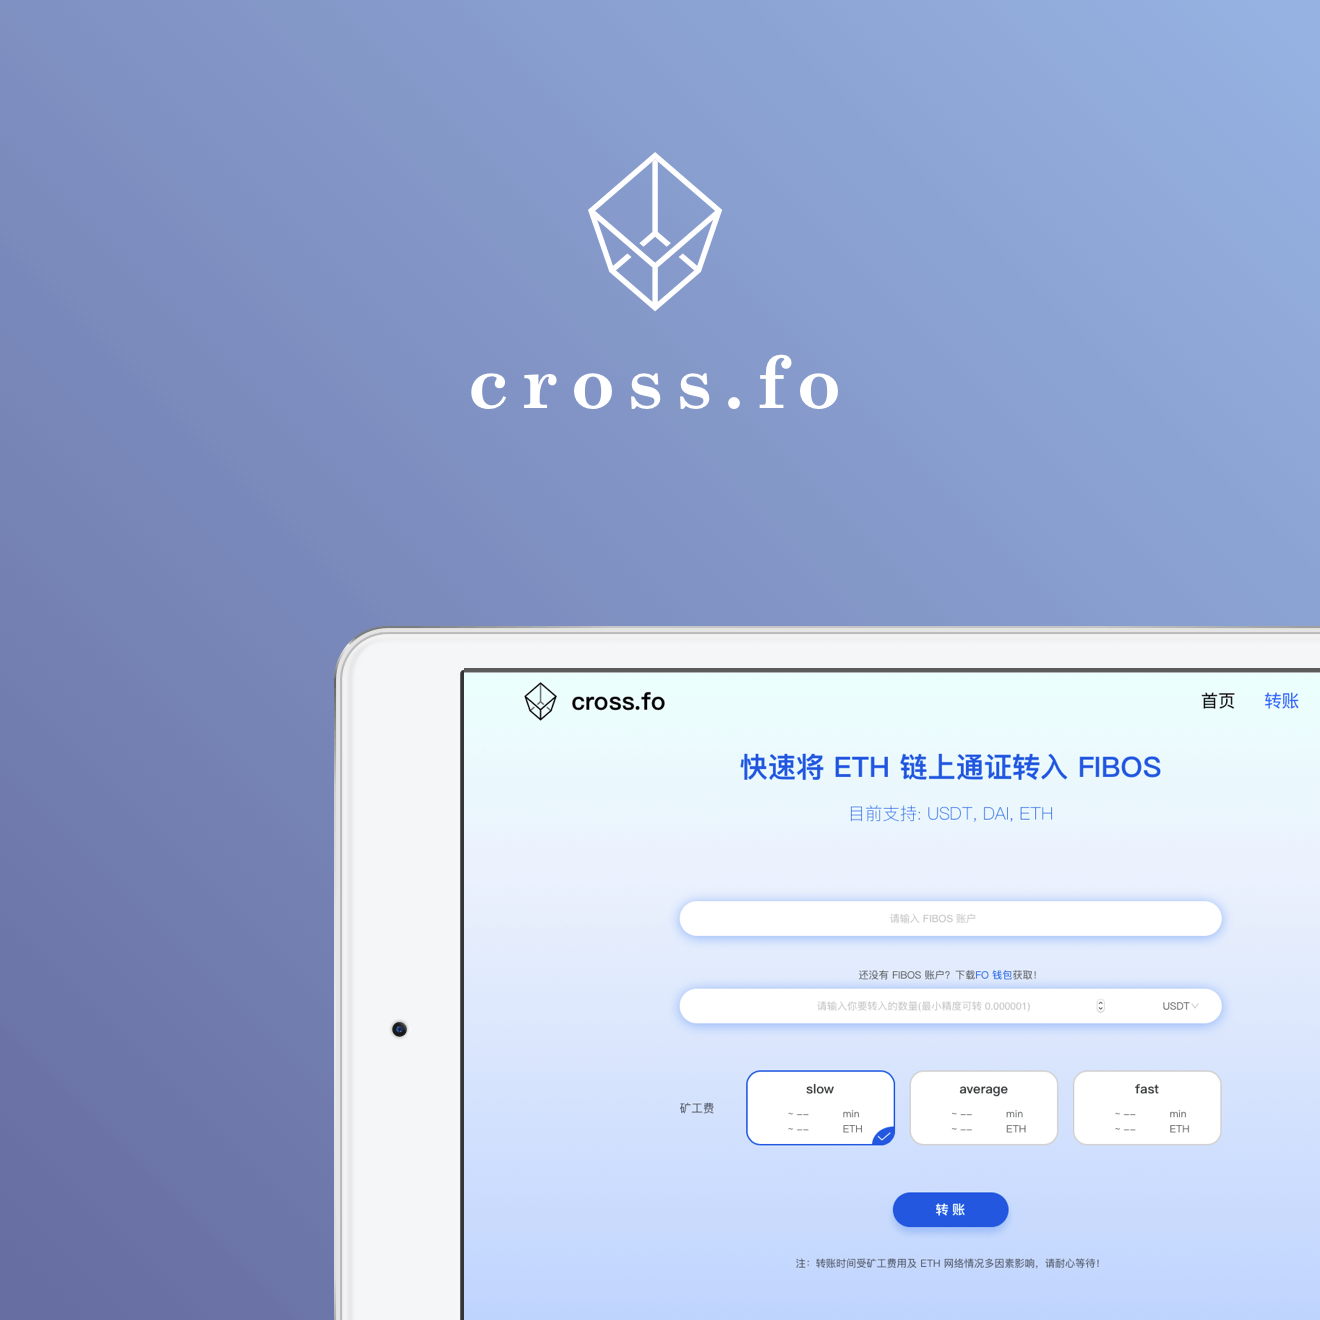 cross.fo
cross.fo
首页 转账
快速将 ETH 链上通证转入 FIBOS
目前支持: USDT, DAI, ETH
请输入 FIBOS 账户
还没有 FIBOS 账户？下载FO 钱包获取！
请输入你要转入的数量(最小精度可转 0.000001) USDT
矿工费
slow
~ -- min
~ -- ETH
average
~ -- min
~ -- ETH
fast
~ -- min
~ -- ETH
转 账
注：转账时间受矿工费用及 ETH 网络情况多因素影响，请耐心等待！